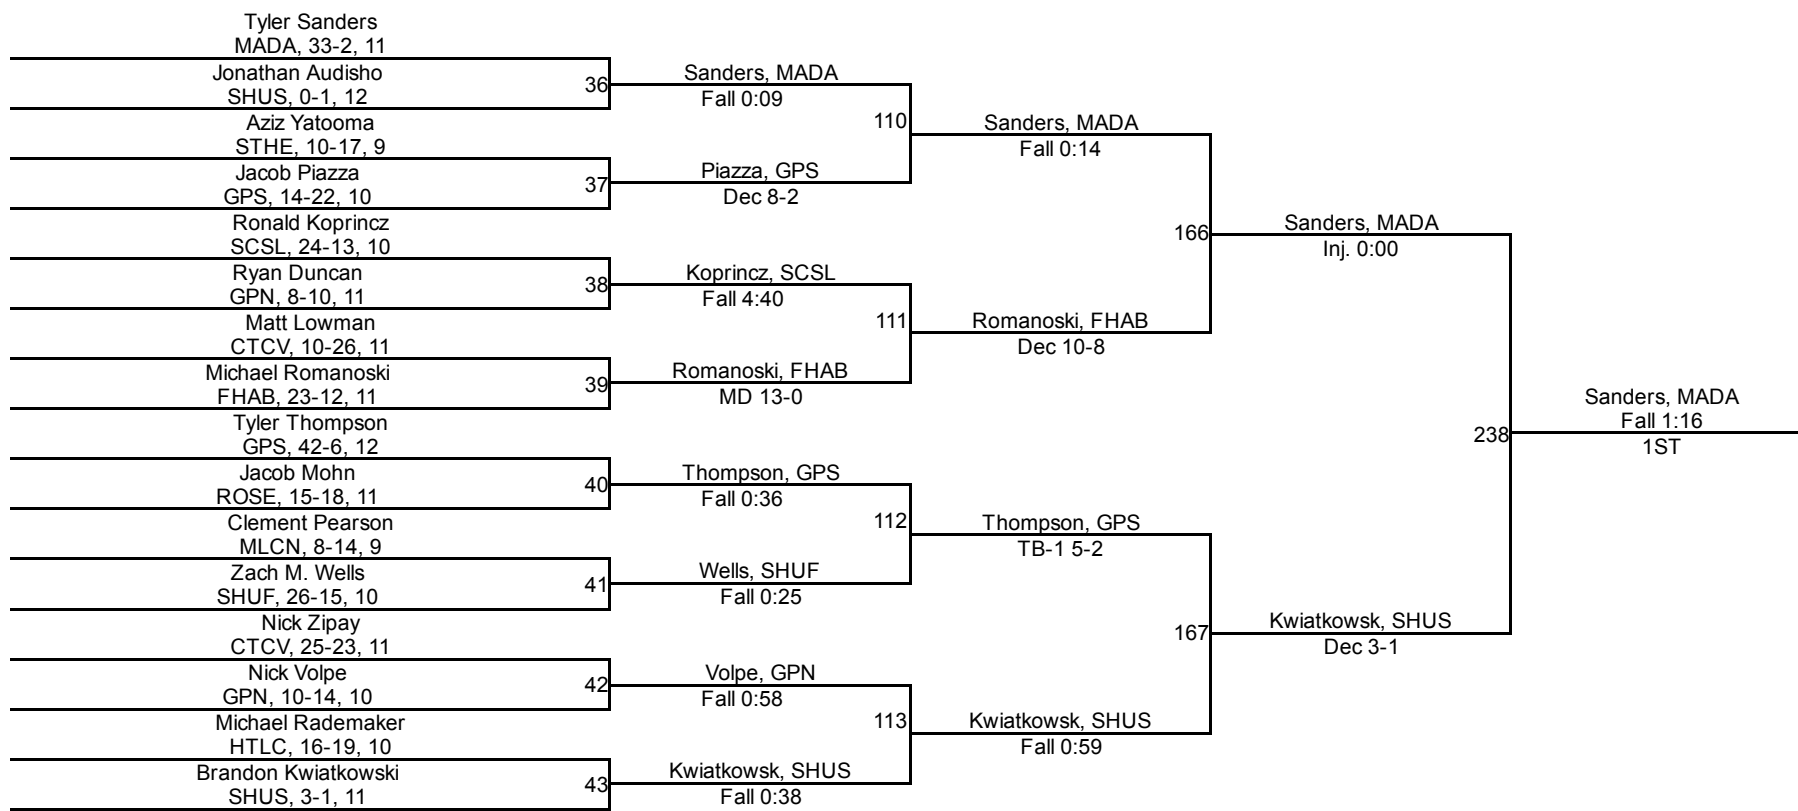 Tyler Sanders
MADA, 33-2, 11
Jonathan Audisho
SHUS, 0-1, 12
Aziz Yatooma
STHE, 10-17, 9
Jacob Piazza
GPS, 14-22, 10
Ronald Koprincz
SCSL, 24-13, 10
Ryan Duncan
GPN, 8-10, 11
Matt Lowman
CTCV, 10-26, 11
Michael Romanoski
FHAB, 23-12, 11
Tyler Thompson
GPS, 42-6, 12
Jacob Mohn
ROSE, 15-18, 11
Clement Pearson
MLCN, 8-14, 9
Zach M. Wells
SHUF, 26-15, 10
Nick Zipay
CTCV, 25-23, 11
Nick Volpe
GPN, 10-14, 10
Michael Rademaker
HTLC, 16-19, 10
Brandon Kwiatkowski
SHUS, 3-1, 11
36
37
38
39
40
41
42
43
Sanders, MADA
Fall 0:09
Piazza, GPS
Dec 8-2
Koprincz, SCSL
Fall 4:40
Romanoski, FHAB
MD 13-0
Thompson, GPS
Fall 0:36
Wells, SHUF
Fall 0:25
Volpe, GPN
Fall 0:58
Kwiatkowsk, SHUS
Fall 0:38
110
111
112
113
Sanders, MADA
Fall 0:14
Romanoski, FHAB
Dec 10-8
Thompson, GPS
TB-1 5-2
Kwiatkowsk, SHUS
Fall 0:59
166
167
Sanders, MADA
Inj. 0:00
Kwiatkowsk, SHUS
Dec 3-1
238
Sanders, MADA
Fall 1:16
1ST